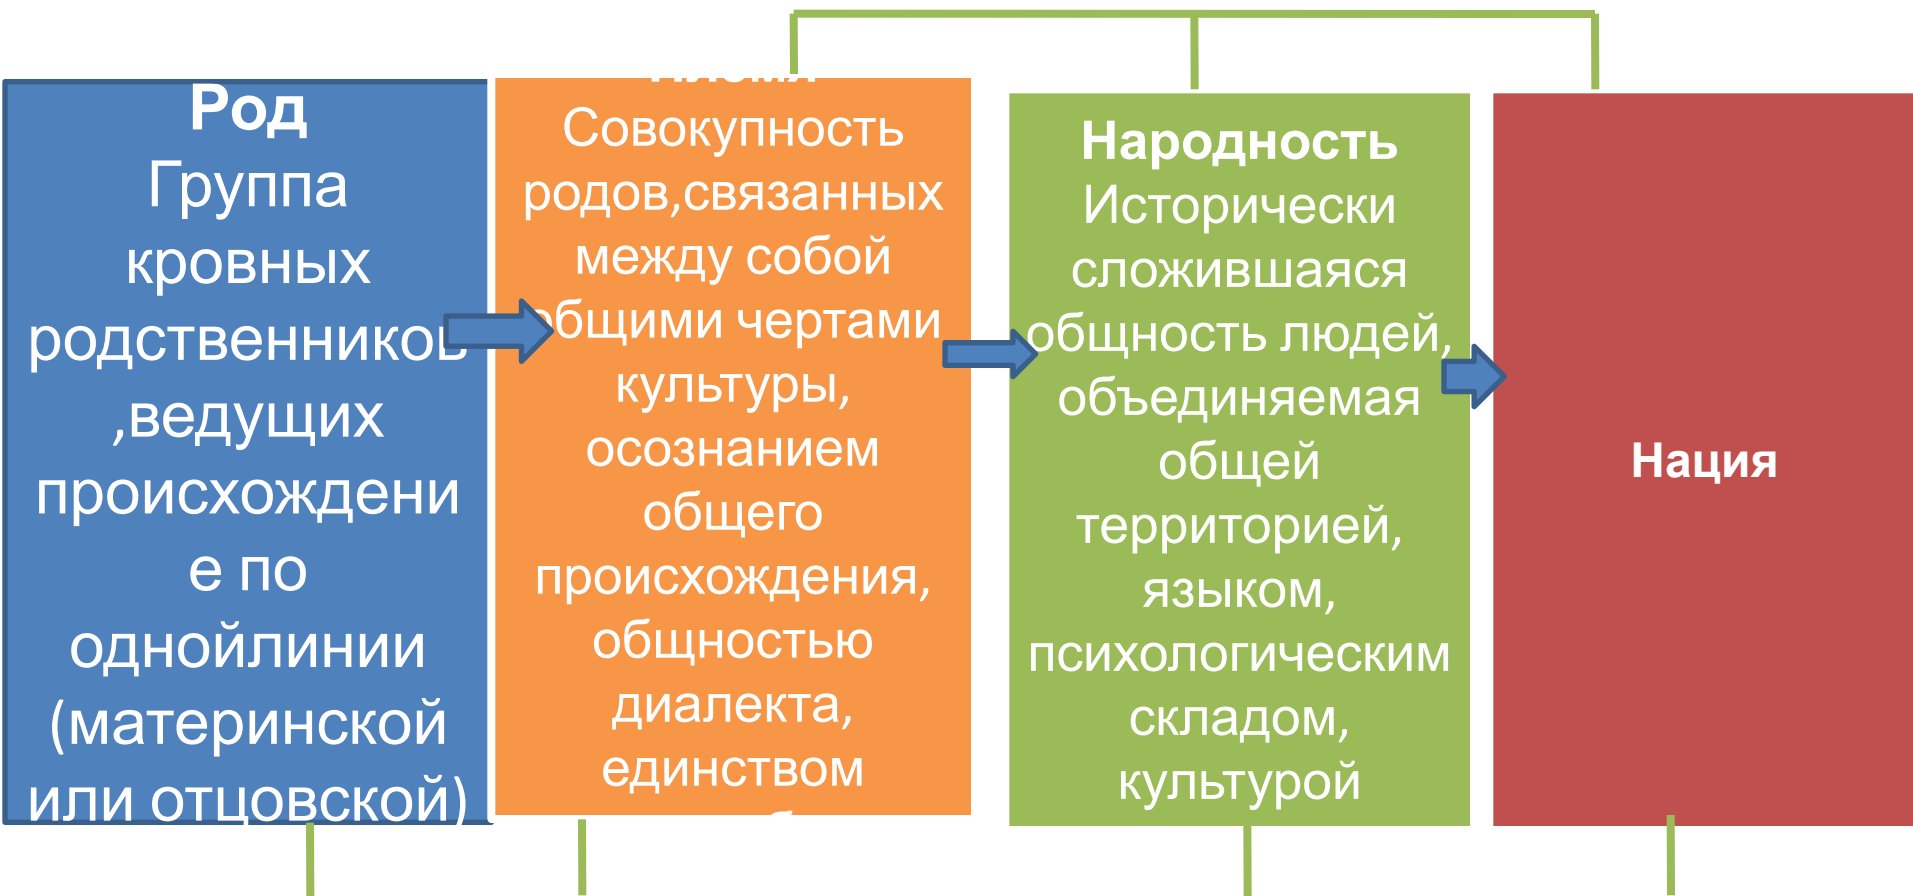 Род
Группа
кровных
родственников
,ведущих
происхождени
е по
однойлинии
(материнской
или отцовской)
Племя
Совокупность
родов,связанных
между собой
общими чертами
культуры,
осознанием
общего
происхождения,
общностью
диалекта,
единством
Народность
Исторически
сложившаяся
общность людей,
объединяемая
общей
территорией,
языком,
психологическим
складом,
культурой
Нация